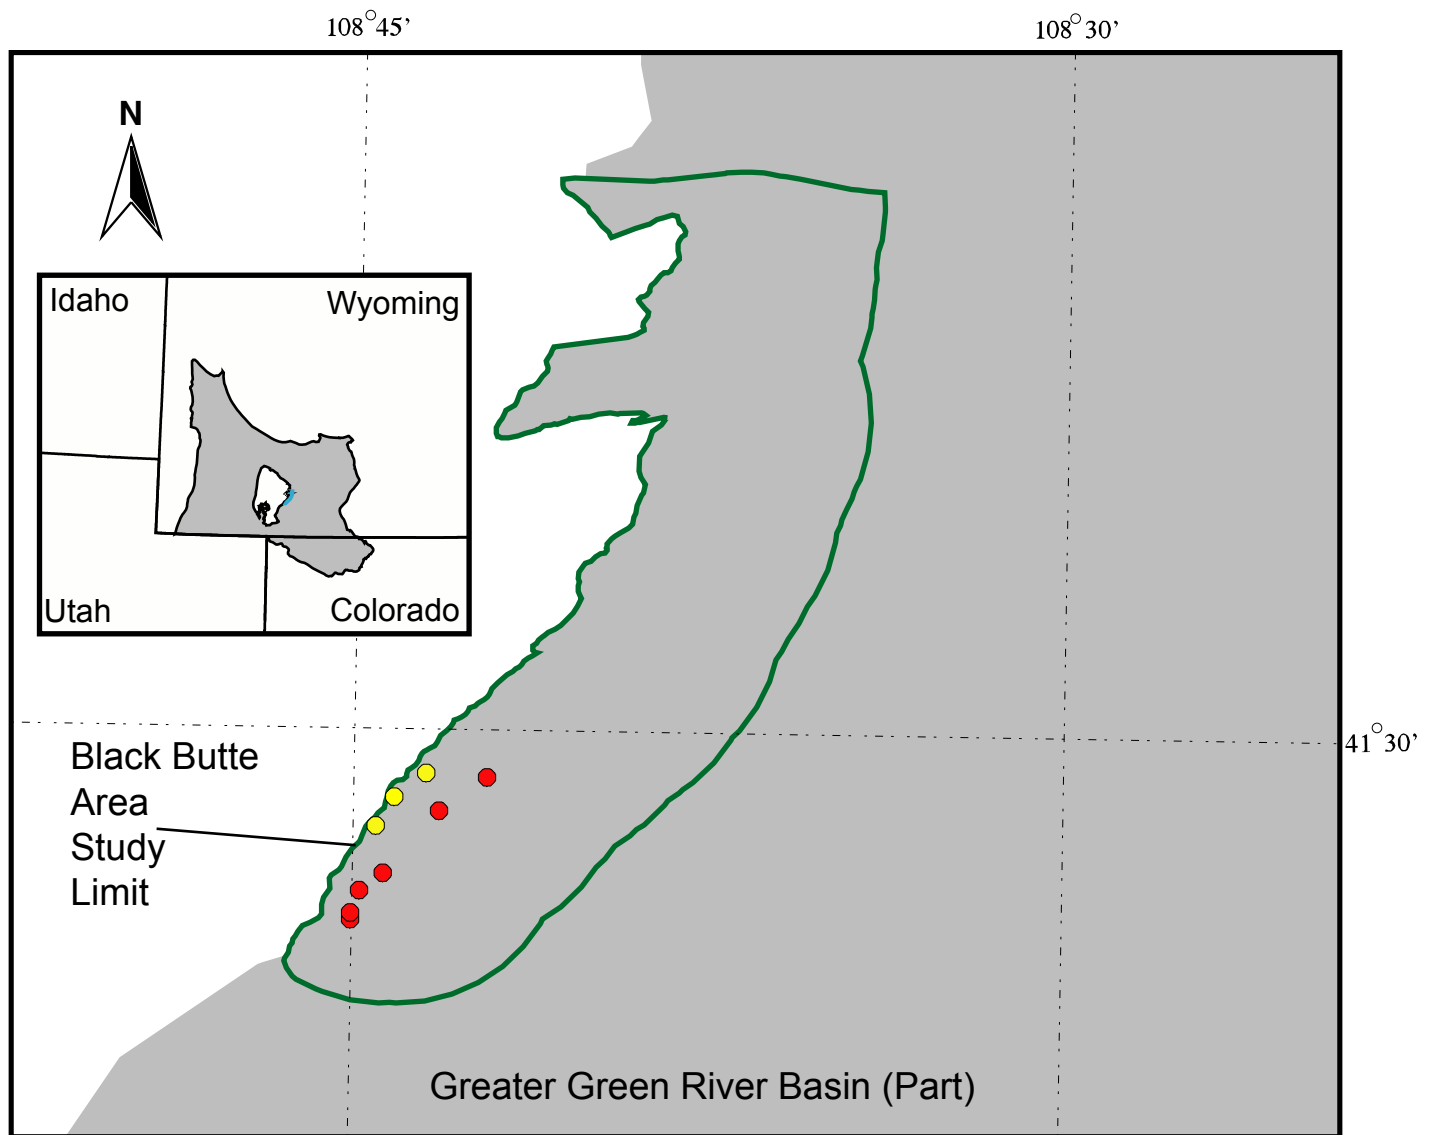 108°45’
108°30’
N
Idaho
Wyoming
Utah
Colorado
41°30’
Black Butte
Area
Study
Limit
Greater Green River Basin (Part)